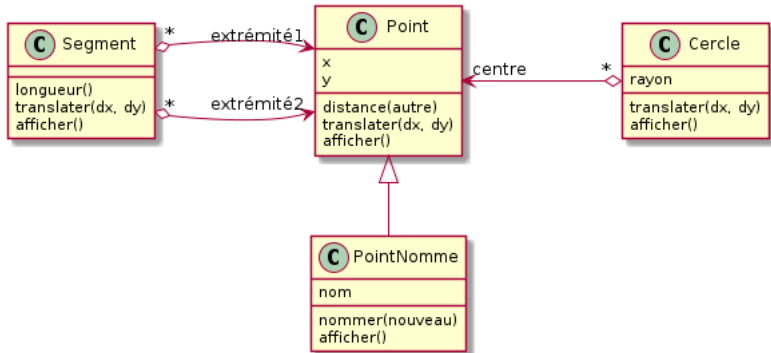 C Segment
longueur()
translater(dx, dy)
afficher()
* extrémité1
* extrémité2
C Point
x
y
distance(autre)
translater(dx, dy)
afficher()
centre *
C Cercle
rayon
translater(dx, dy)
afficher()
C PointNomme
nom
nommer(nouveau)
afficher()